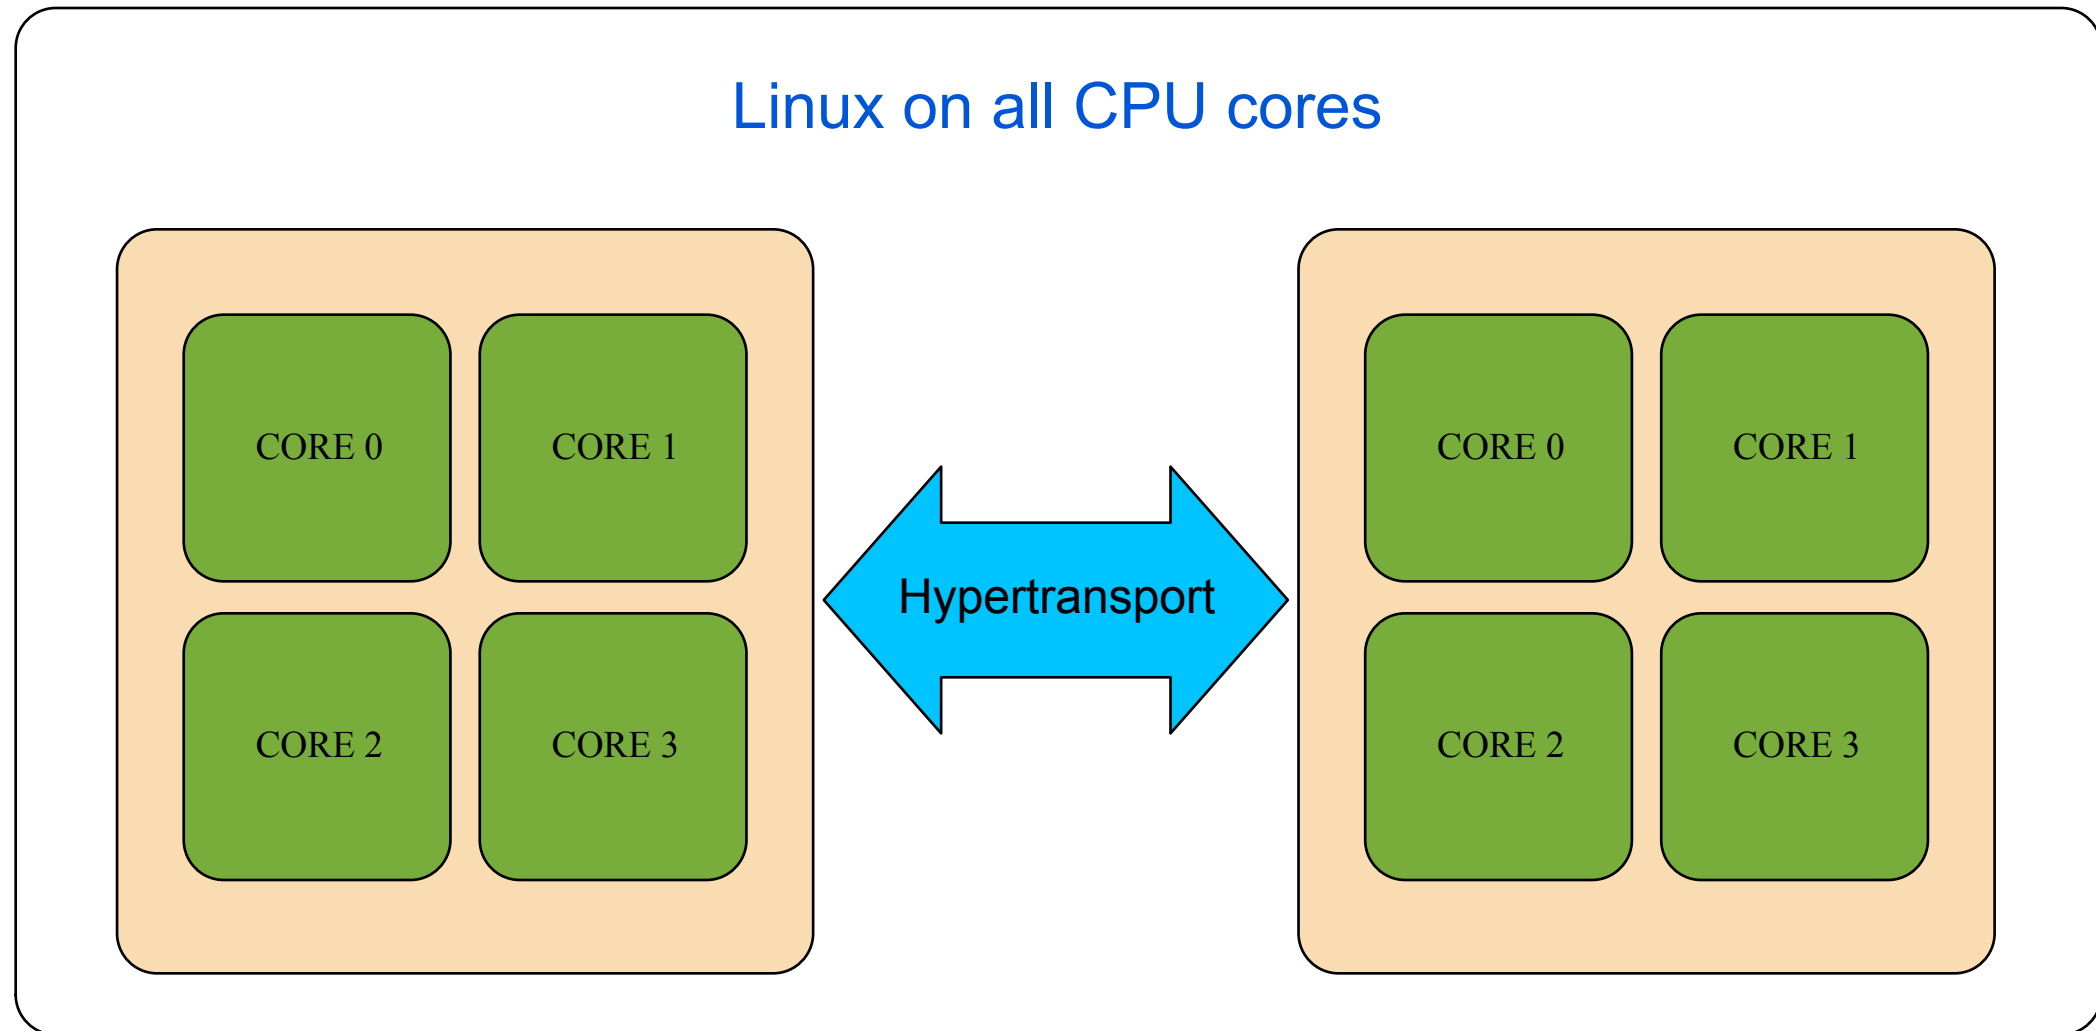 Linux on all CPU cores
CORE 0
CORE 1
CORE 2
CORE 3
Hypertransport
CORE 0
CORE 1
CORE 2
CORE 3